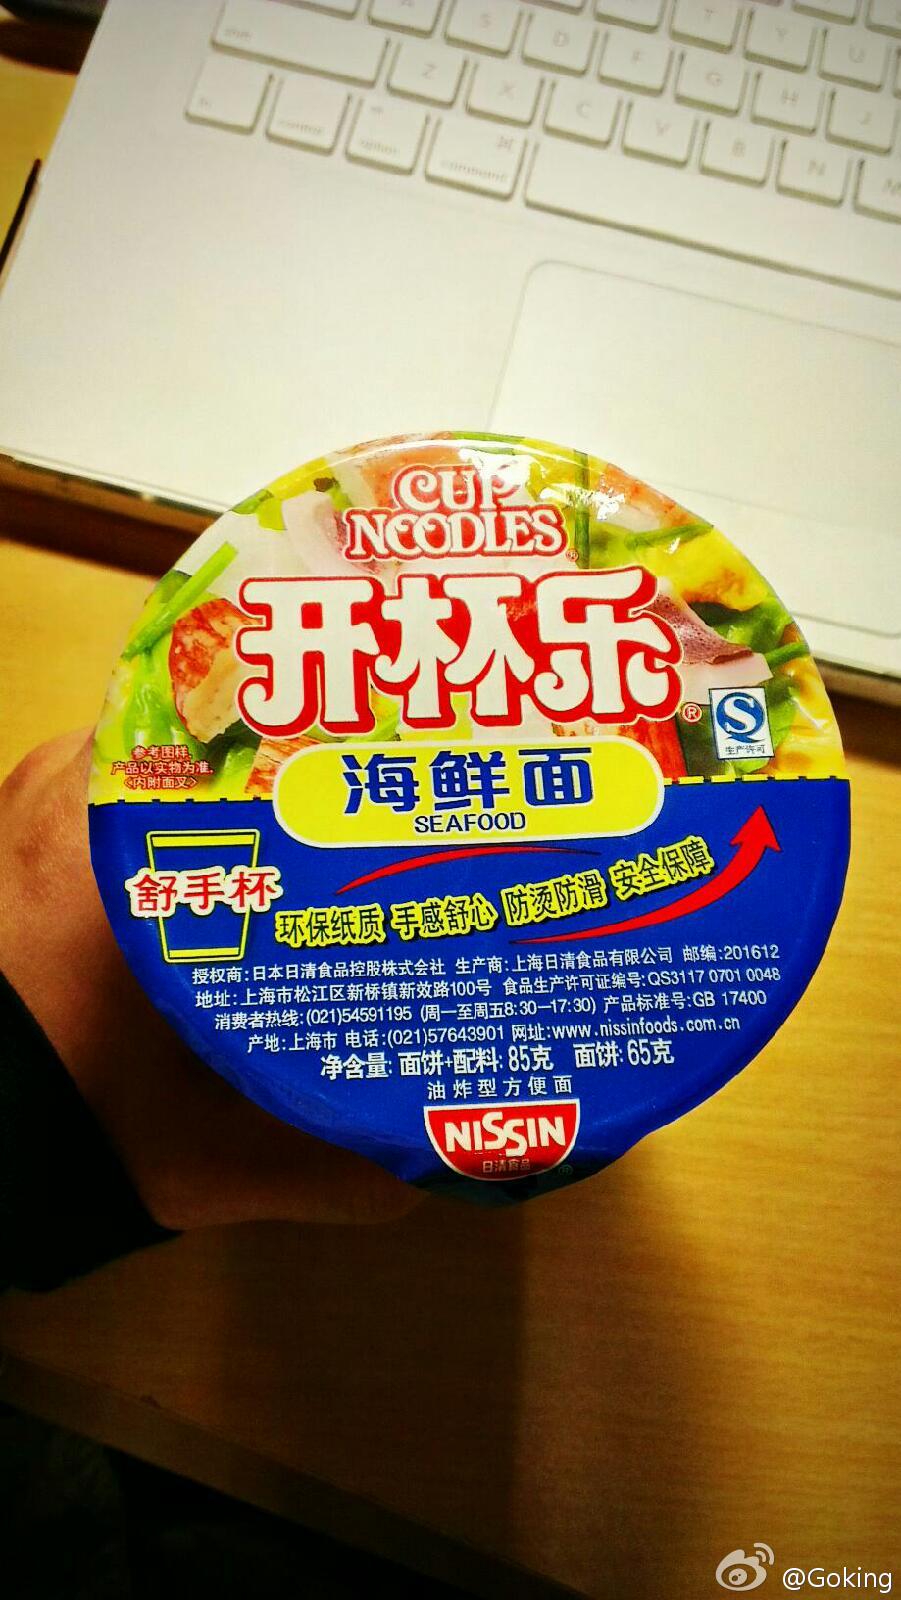 A S D F G T Y U
shift Z X C V B H J
fn control option command N M
CUP
NOODLES®
开杯乐®
S
生产许可
参考图样,
产品以实物为准.
<内附面叉>
海鲜面
SEAFOOD
舒手杯
环保纸质 手感舒心 防烫防滑 安全保障
授权商:日本日清食品控股株式会社 生产商:上海日清食品有限公司 邮编:201612
地址:上海市松江区新桥镇新效路100号 食品生产许可证编号:QS3117 0701 0048
消费者热线:(021)54591195 (周一至周五8:30—17:30) 产品标准号:GB 17400
产地:上海市 电话:(021)57643901 网址:www.nissinfoods.com.cn
净含量: 面饼+配料: 85克 面饼: 65克
油炸型方便面
NISSIN
日清食品®
@Goking